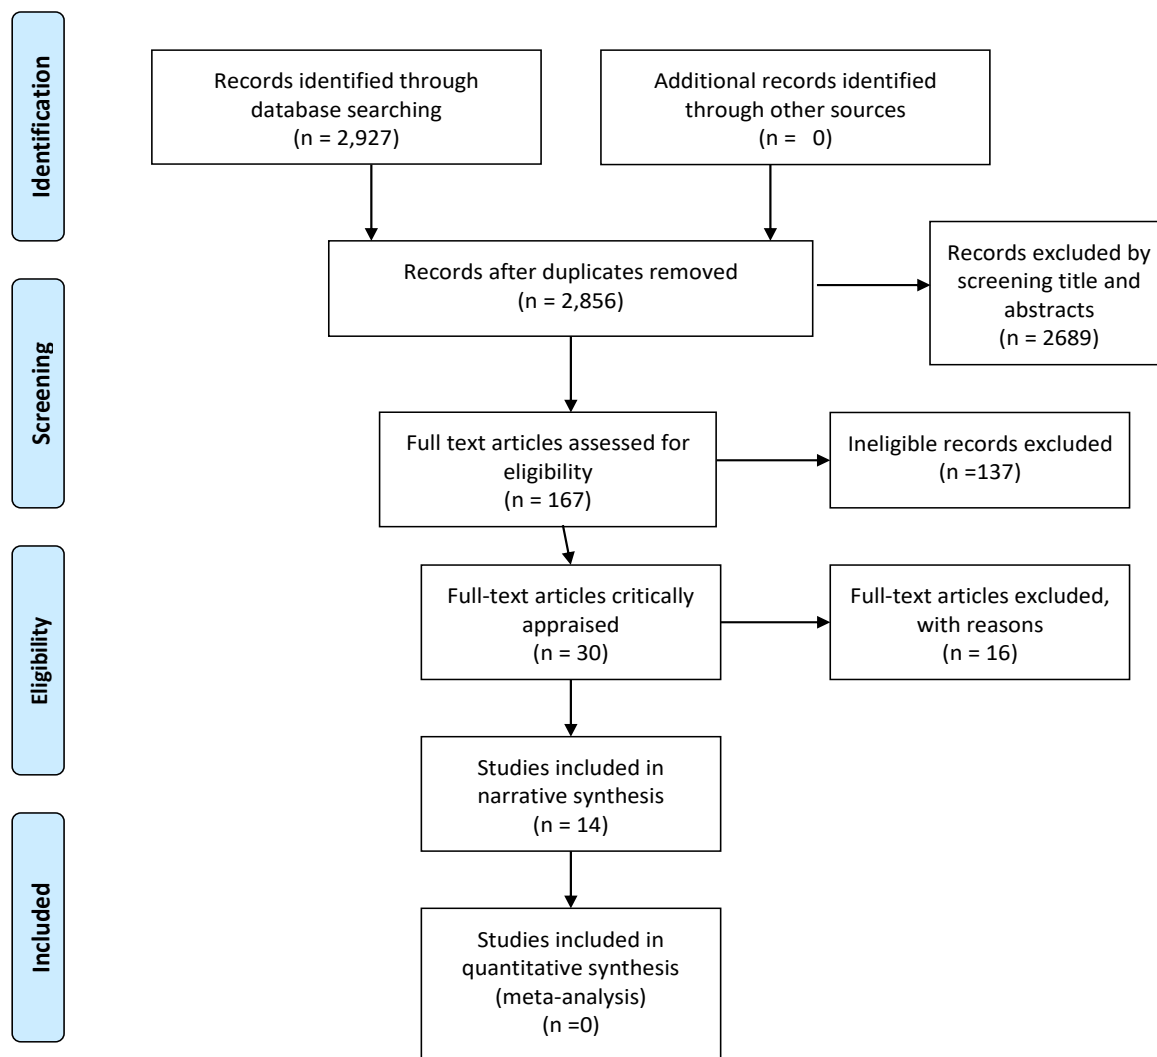 Identification
Records identified through
database searching
(n = 2,927)
Additional records identified
through other sources
(n =   0)
Records after duplicates removed
(n = 2,856)
Records excluded by
screening title and
abstracts
(n = 2689)
Screening
Full text articles assessed for
eligibility
(n = 167)
Ineligible records excluded
(n =137)
Eligibility
Full-text articles critically
appraised
(n = 30)
Full-text articles excluded,
with reasons
(n = 16)
Studies included in
narrative synthesis
(n = 14)
Included
Studies included in
quantitative synthesis
(meta-analysis)
(n =0)